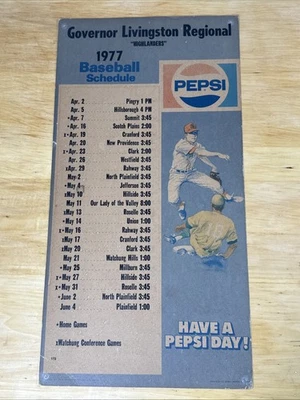 Governor Livingston Regional
"HIGHLANDERS"
1977
Baseball
Schedule
PEPSI
Apr. 2 Pingry 1 PM
Apr. 5 Hillsborough 4 PM
+Apr. 7 Summit 3:45
+Apr. 16 Scotch Plains 2:00
x+Apr. 19 Cranford 3:45
Apr. 20 New Providence 3:45
x+Apr. 23 Clark 2:00
Apr. 26 Westfield 3:45
x+Apr. 29 Rahway 3:45
May 2 North Plainfield 3:45
+May 4 Jefferson 3:45
x+May 10 Hillside 3:45
May 11 Our Lady of the Valley 8:00
xMay 13 Roselle 3:45
+May 14 Union 1:00
x+May 16 Rahway 3:45
xMay 17 Cranford 3:45
xMay 20 Clark 3:45
May 21 Watchung Hills 1:00
May 25 Millburn 3:45
x+May 27 Hillside 3:45
x+May 31 Roselle 3:45
+June 2 North Plainfield 3:45
June 4 Plainfield 1:00
+Home Games
xWatchung Conference Games
HAVE A
PEPSI DAY!